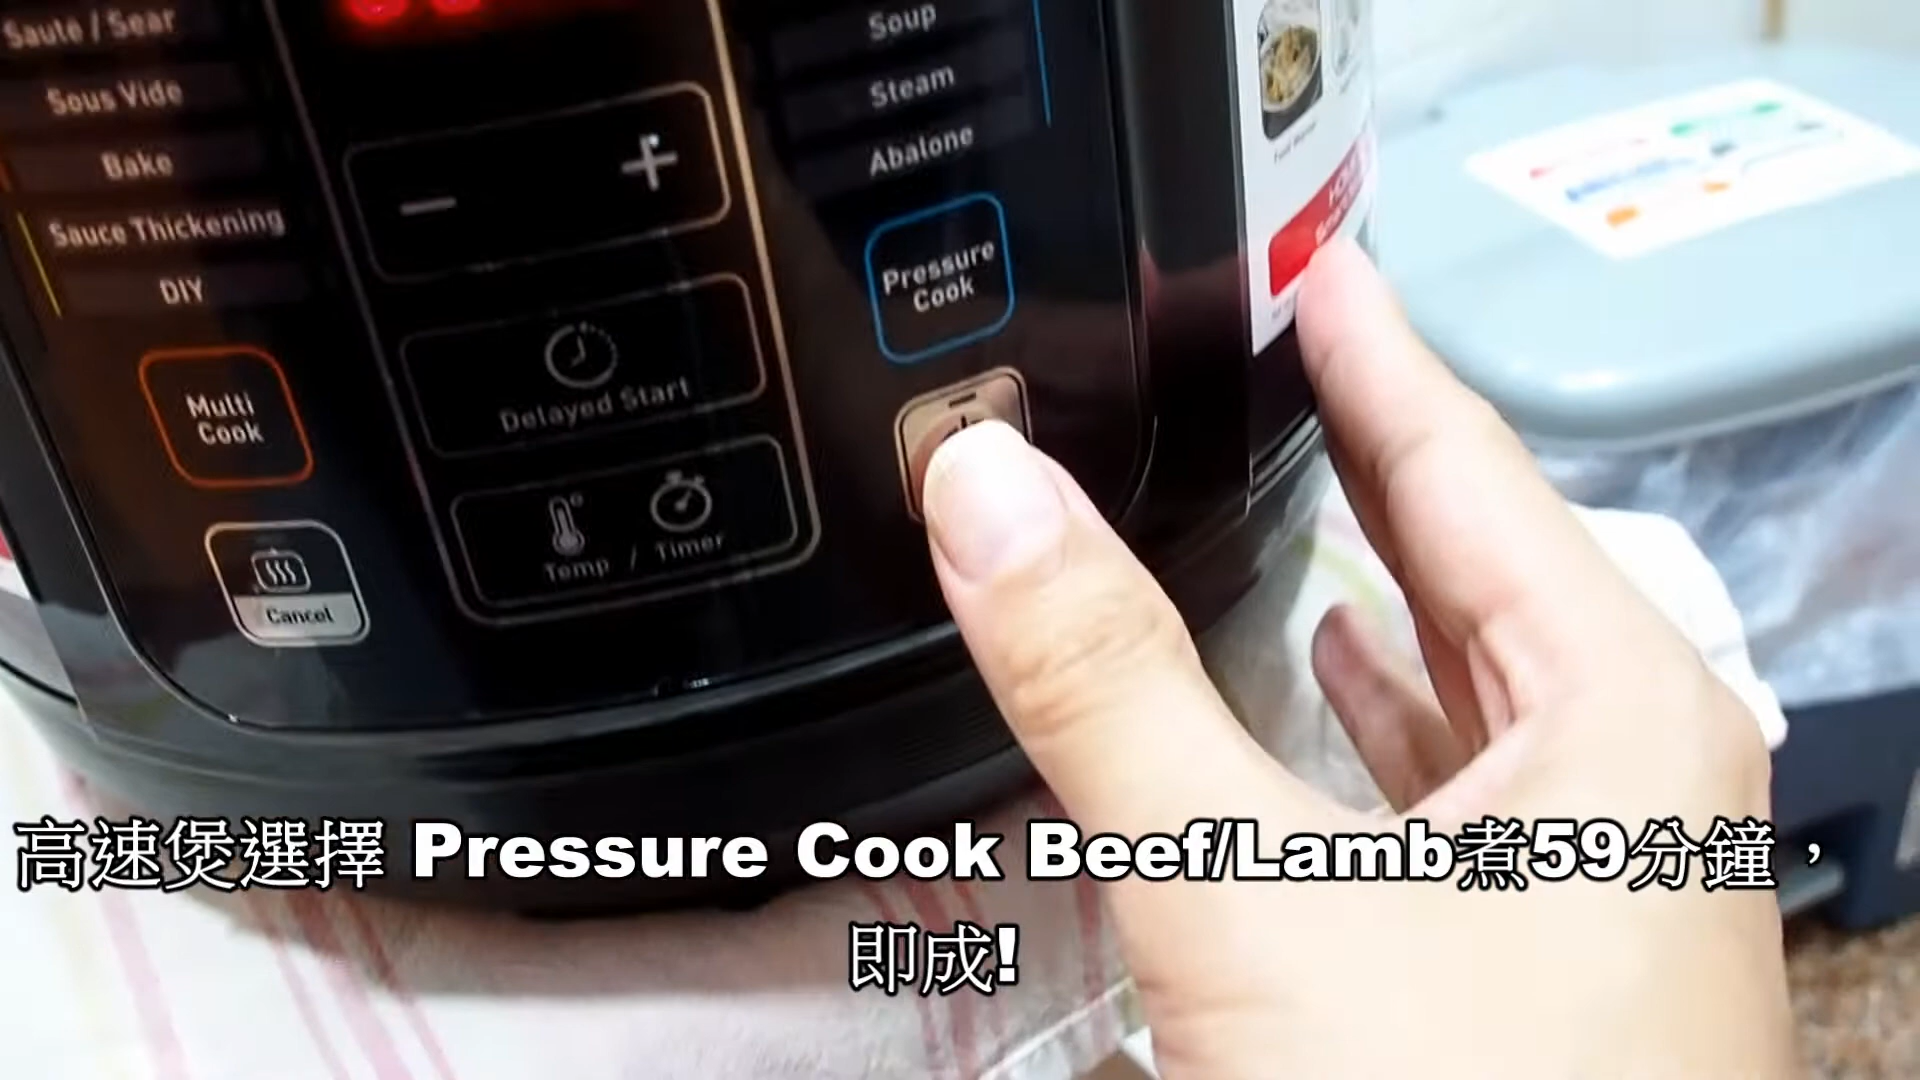 Saute / Sear
Sous Vide
Bake
Sauce Thickening
DIY
Multi
Cook
Cancel
Delayed Start
Temp / Timer
Soup
Steam
Abalone
Pressure
Cook
高速煲選擇 Pressure Cook Beef/Lamb煮59分鐘，
即成!